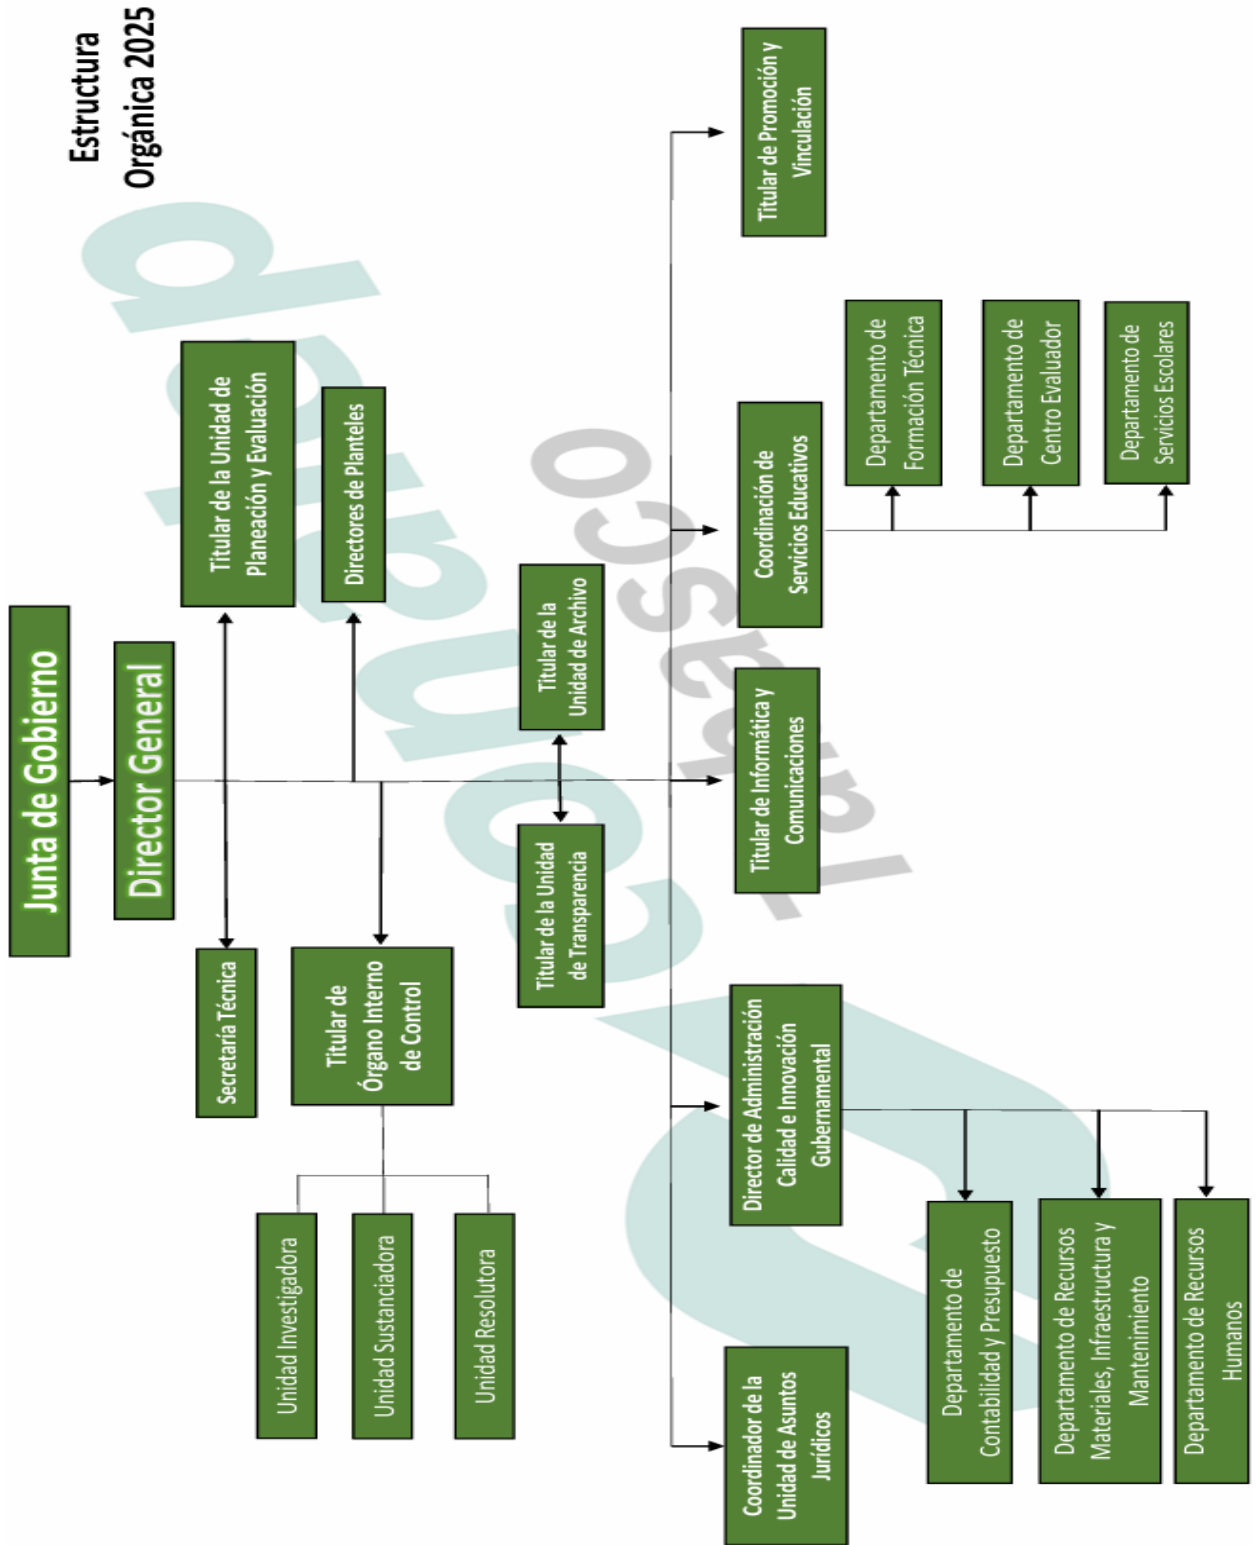 Estructura
Orgánica 2025
Junta de Gobierno
Director General
Secretaría Técnica
Titular de la Unidad de
Planeación y Evaluación
Titular de
Órgano Interno
de Control
Directores de Planteles
Unidad Investigadora
Unidad Sustanciadora
Unidad Resolutora
Titular de la Unidad
de Transparencia
Titular de la
Unidad de Archivo
Coordinador de la
Unidad de Asuntos
Jurídicos
Director de Administración
Calidad e Innovación
Gubernamental
Titular de Informática y
Comunicaciones
Coordinación de
Servicios Educativos
Titular de Promoción y
Vinculación
Departamento de
Contabilidad y Presupuesto
Departamento de Recursos
Materiales, Infraestructura y
Mantenimiento
Departamento de Recursos
Humanos
Departamento de
Formación Técnica
Departamento de
Centro Evaluador
Departamento de
Servicios Escolares
Conalep
Tabasco